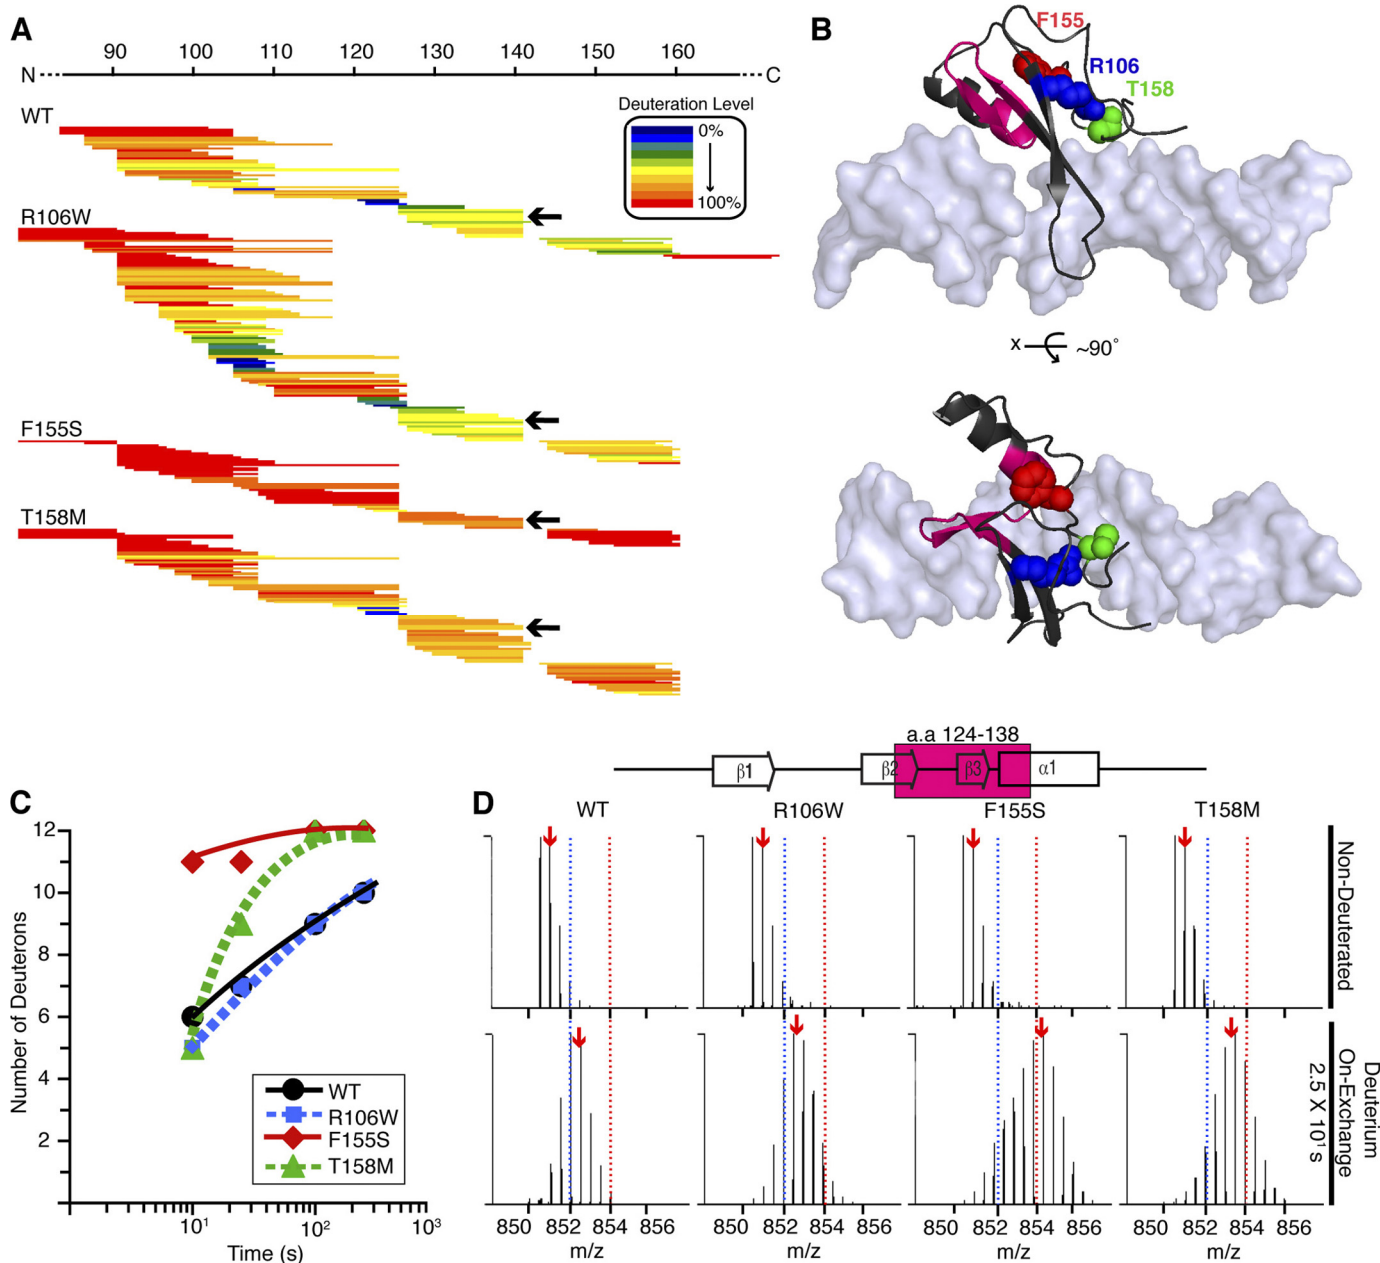 A
90 100 110 120 130 140 150 160
N C
WT
Deuteration Level
0%
100%
R106W
F155S
T158M
B
F155
R106
T158
x ~90°
a.a 124-138
β1 β2 β3 α1
C
Number of Deuterons
12
10
8
6
4
2
10¹ 10² 10³
Time (s)
WT
R106W
F155S
T158M
D
WT R106W F155S T158M
Non-Deuterated
Deuterium
On-Exchange
2.5 X 10¹ s
850 852 854 856
m/z
850 852 854 856
m/z
850 852 854 856
m/z
850 852 854 856
m/z